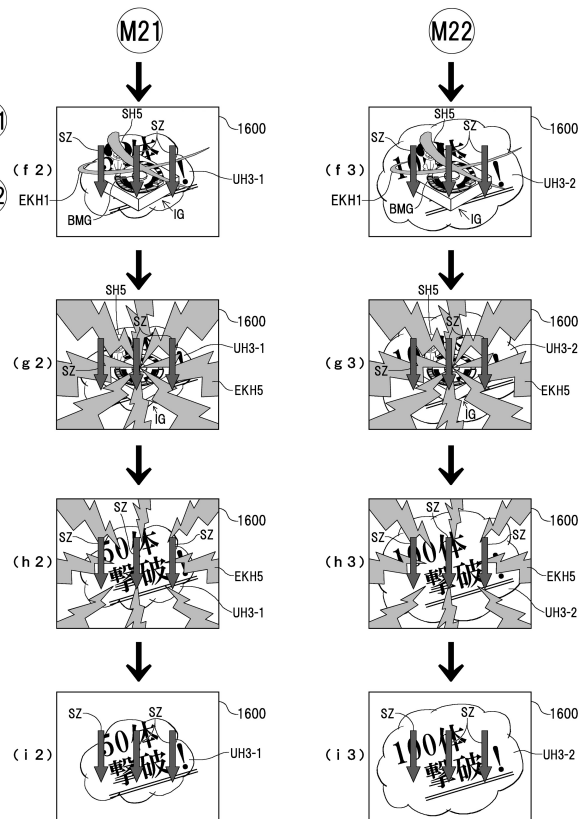 M21
M22
1
2
SH5
SZ
SZ
1600
(f2)
UH3-1
EKH1
BMG
IG
体
!
SH5
SZ
SZ
1600
(f3)
UH3-2
EKH1
BMG
IG
10
!
SH5
SZ
1600
(g2)
UH3-1
SZ
EKH5
IG
SH5
SZ
1600
(g3)
UH3-2
SZ
EKH5
IG
SZ
SZ
SZ
1600
(h2)
50体
撃破!
EKH5
UH3-1
SZ
SZ
SZ
1600
(h3)
100体
撃破!
EKH5
UH3-2
SZ
SZ
1600
(i2)
50体
撃破!
UH3-1
SZ
SZ
1600
(i3)
100体
撃破!
UH3-2